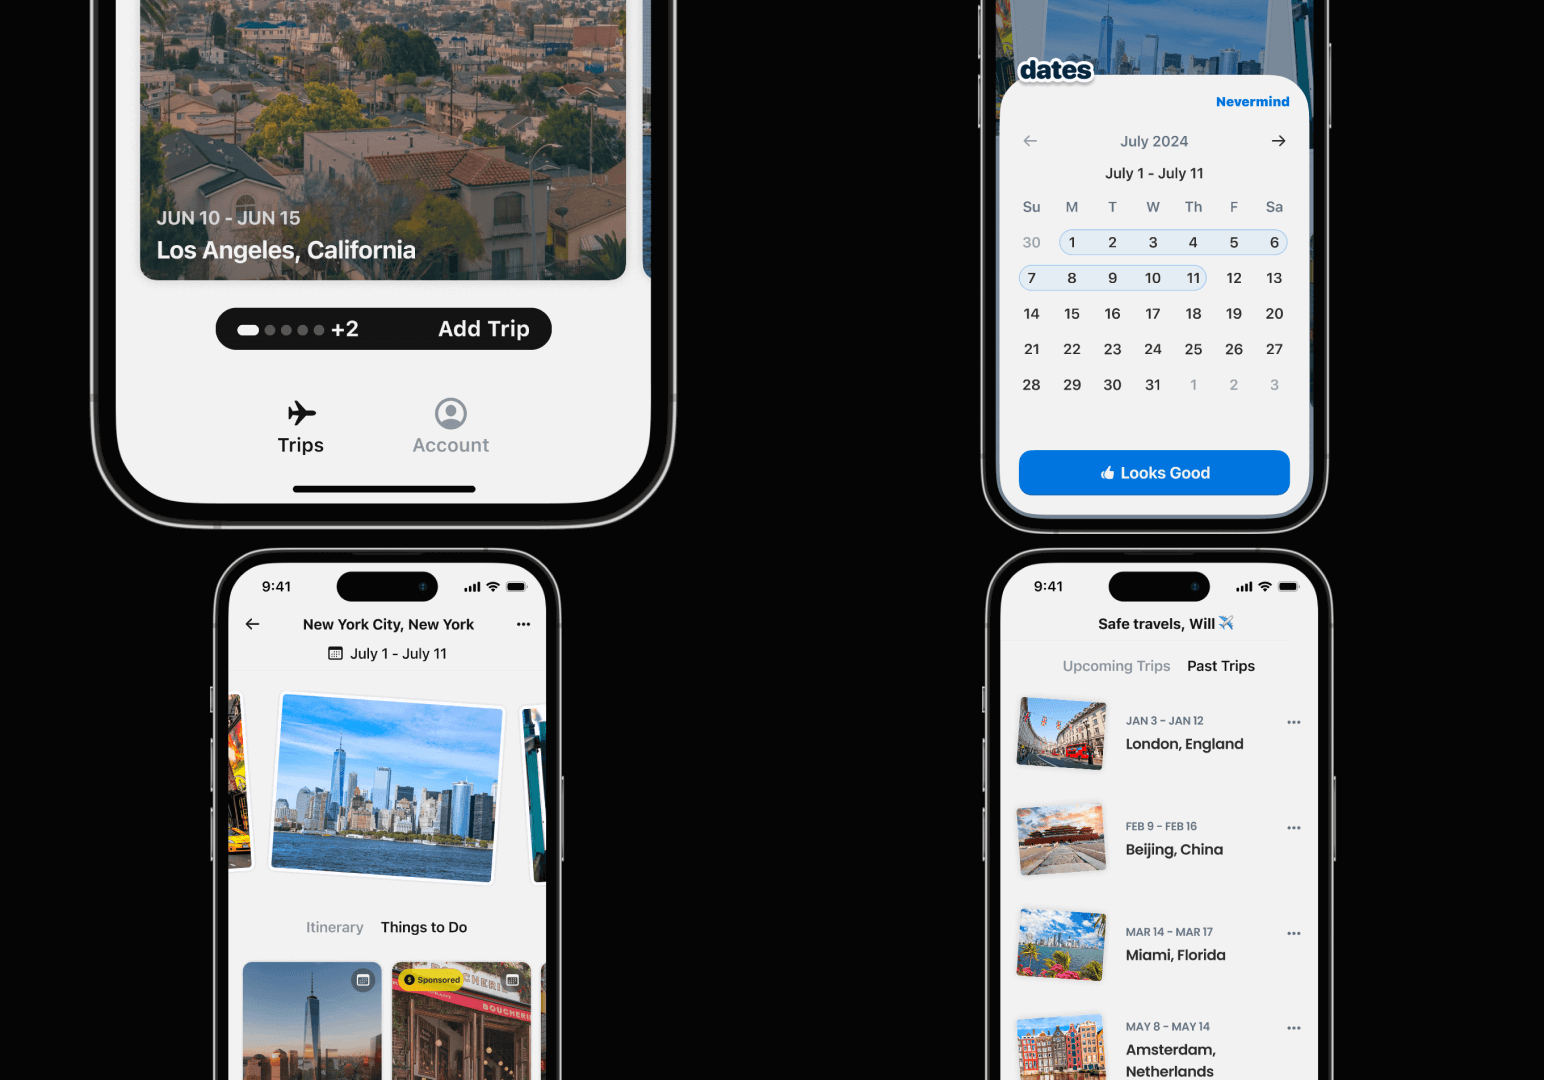 JUN 10 - JUN 15
Los Angeles, California
+2
Add Trip
Trips
Account
dates
Nevermind
July 2024
July 1 - July 11
Su M T W Th F Sa
30 1 2 3 4 5 6
7 8 9 10 11 12 13
14 15 16 17 18 19 20
21 22 23 24 25 26 27
28 29 30 31 1 2 3
Looks Good
9:41
New York City, New York
July 1 - July 11
Itinerary Things to Do
$ Sponsored
BOUCHERIE
9:41
Safe travels, Will
Upcoming Trips Past Trips
JAN 3 - JAN 12
London, England
FEB 9 - FEB 16
Beijing, China
MAR 14 - MAR 17
Miami, Florida
MAY 8 - MAY 14
Amsterdam,
Netherlands